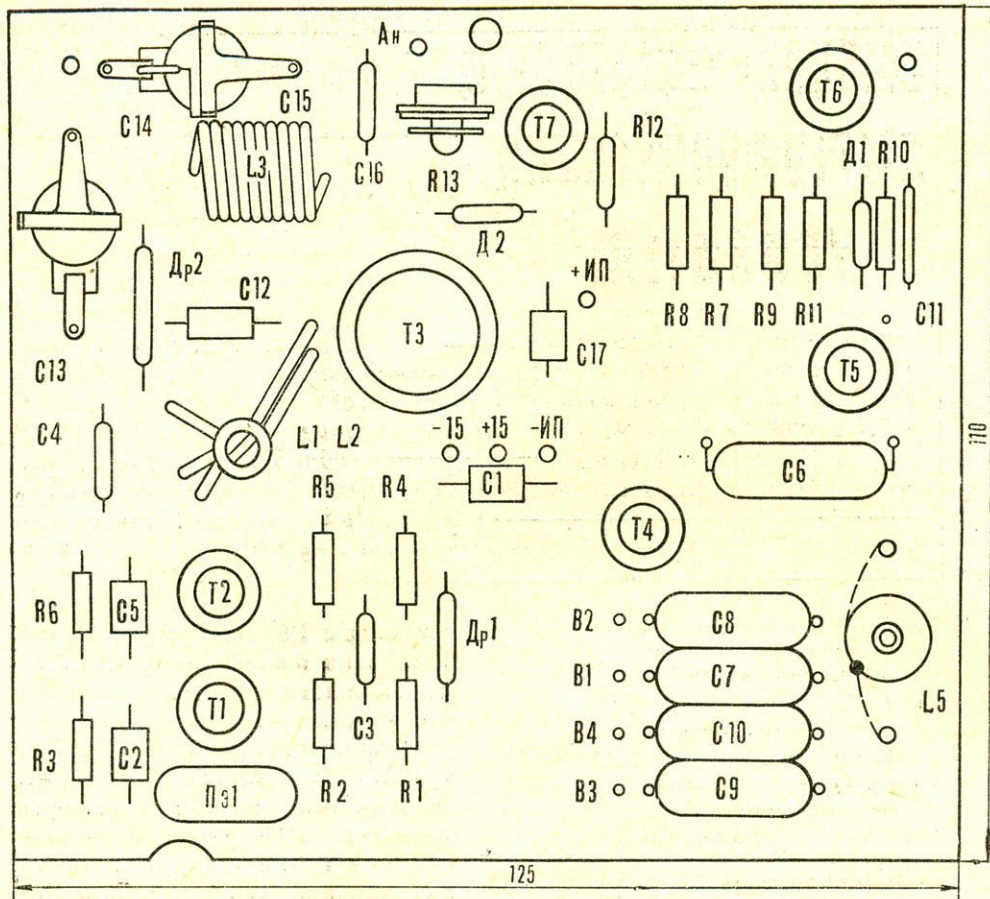 Ан
Т6
С14
С15
Т7
R12
L3
С16
R13
Д1 R10
Д2
Др2
+ИП
С12
R8 R7 R9 R11 С11
Т3
С17
С13
Т5
С4
L1 L2
-15 +15 -ИП
С6
R5 R4
С1
Т4
110
R6 С5 Т2
Др1
В2 С8
В1 С7
L5
Т1
С3
R3 С2
В4 С10
Пэ1
R2 R1
В3 С9
125